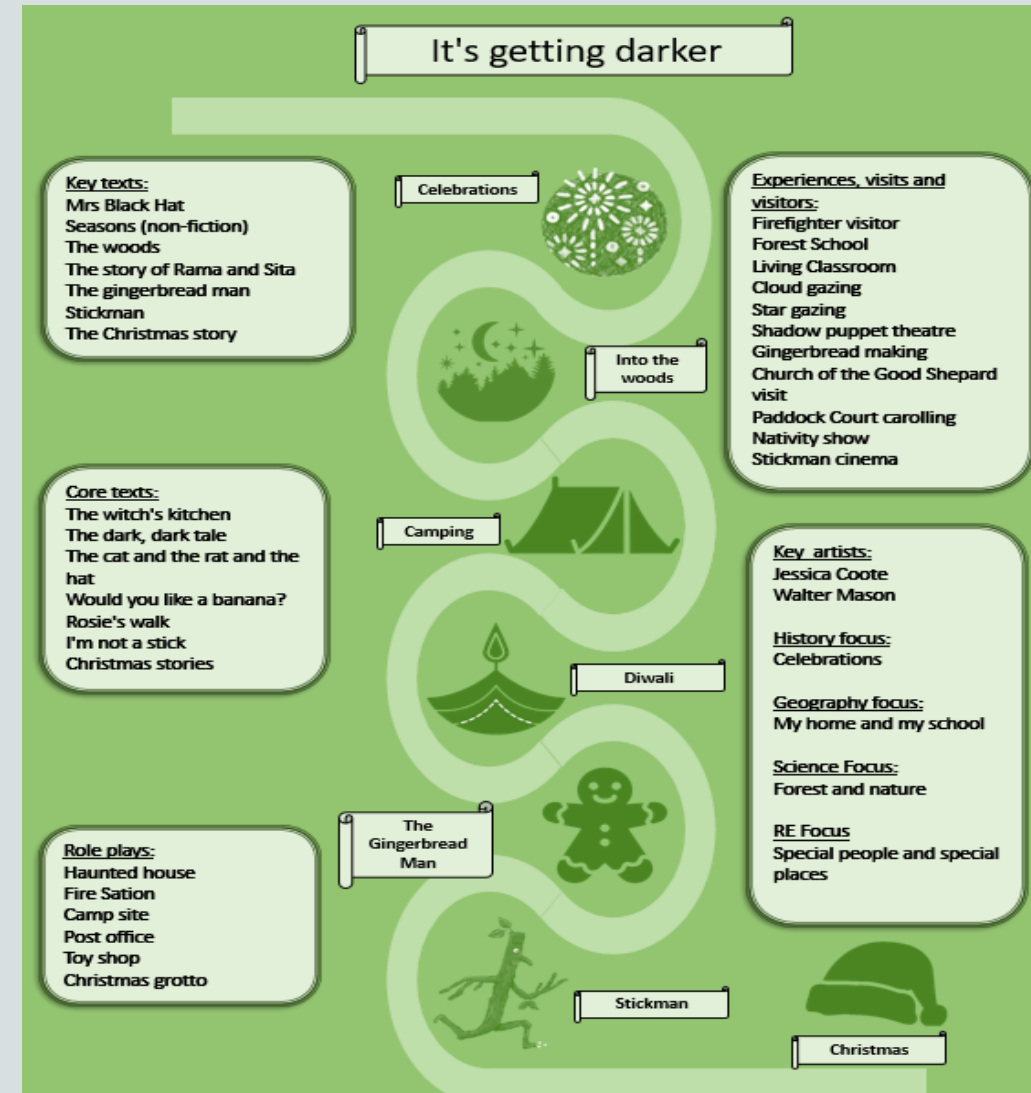 It's getting darker
Celebrations
Key texts:
Mrs Black Hat
Seasons (non-fiction)
The woods
The story of Rama and Sita
The gingerbread man
Stickman
The Christmas story
Experiences, visits and
visitors:
Firefighter visitor
Forest School
Living Classroom
Cloud gazing
Star gazing
Shadow puppet theatre
Gingerbread making
Church of the Good Shepard
visit
Paddock Court carolling
Nativity show
Stickman cinema
Into the
woods
Core texts:
The witch's kitchen
The dark, dark tale
The cat and the rat and the
hat
Would you like a banana?
Rosie's walk
I'm not a stick
Christmas stories
Camping
Key artists:
Jessica Coote
Walter Mason
History focus:
Celebrations
Geography focus:
My home and my school
Science Focus:
Forest and nature
RE Focus
Special people and special
places
Diwali
The
Gingerbread
Man
Role plays:
Haunted house
Fire Sation
Camp site
Post office
Toy shop
Christmas grotto
Stickman
Christmas